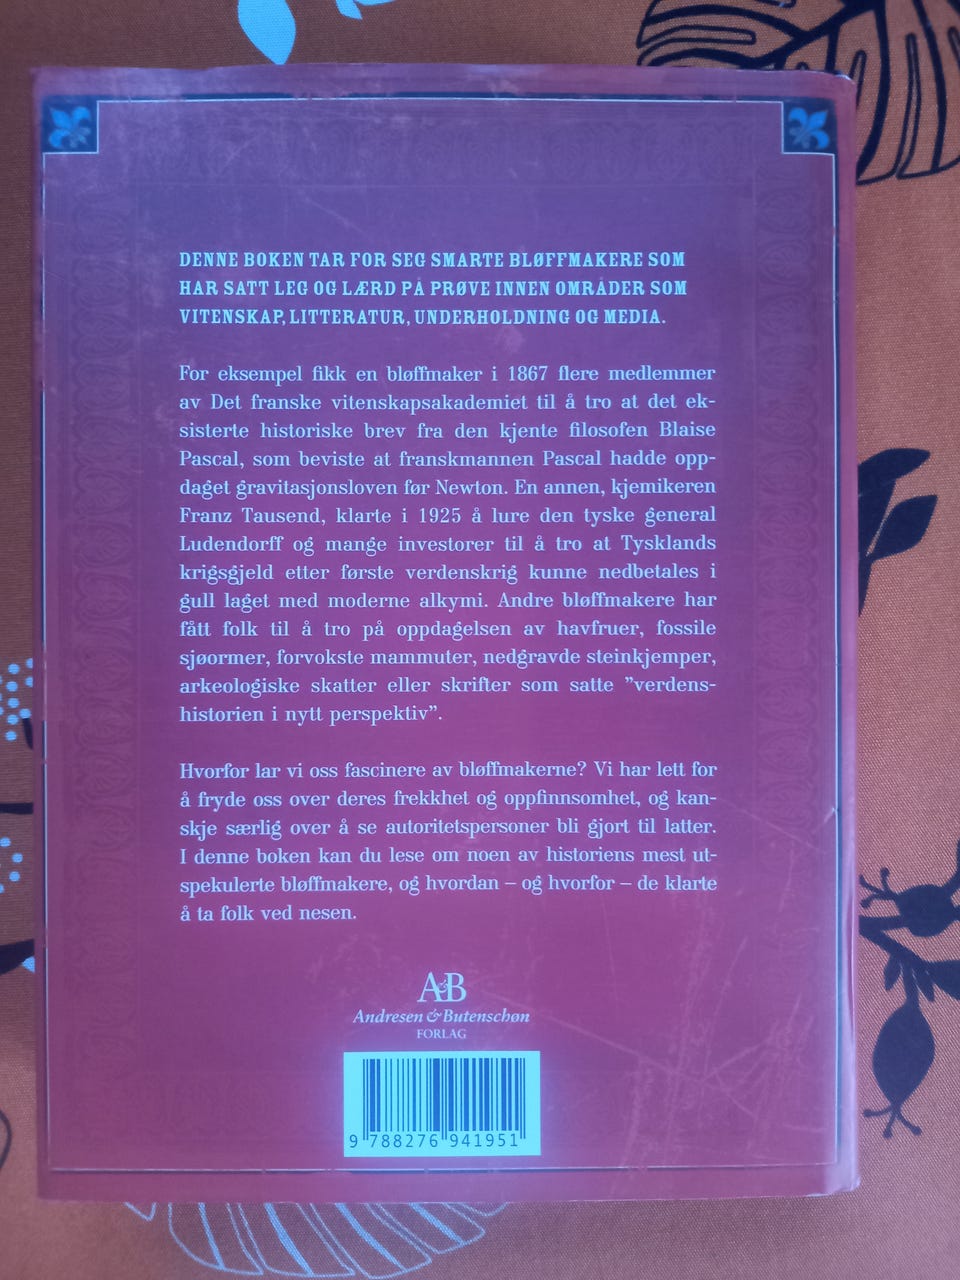 DENNE BOKEN TAR FOR SEG SMARTE BLØFFMAKERE SOM
HAR SATT LEG OG LÆRD PÅ PRØVE INNEN OMRÅDER SOM
VITENSKAP, LITTERATUR, UNDERHOLDNING OG MEDIA.
For eksempel fikk en bløffmaker i 1867 flere medlemmer
av Det franske vitenskapsakademiet til å tro at det ek-
sisterte historiske brev fra den kjente filosofen Blaise
Pascal, som beviste at franskmannen Pascal hadde opp-
daget gravitasjonsloven før Newton. En annen, kjemikeren
Franz Tausend, klarte i 1925 å lure den tyske general
Ludendorff og mange investorer til å tro at Tysklands
krigsgjeld etter første verdenskrig kunne nedbetales i
gull laget med moderne alkymi. Andre bløffmakere har
fått folk til å tro på oppdagelsen av havfruer, fossile
sjøormer, forvokste mammuter, nedgravde steinkjemper,
arkeologiske skatter eller skrifter som satte ”verdens-
historien i nytt perspektiv”.
Hvorfor lar vi oss fascinere av bløffmakerne? Vi har lett for
å fryde oss over deres frekkhet og oppfinnsomhet, og kan-
skje særlig over å se autoritetspersoner bli gjort til latter.
I denne boken kan du lese om noen av historiens mest ut-
spekulerte bløffmakere, og hvordan – og hvorfor – de klarte
å ta folk ved nesen.
A&B
Andresen & Butenschøn
FORLAG
9 788276 941951